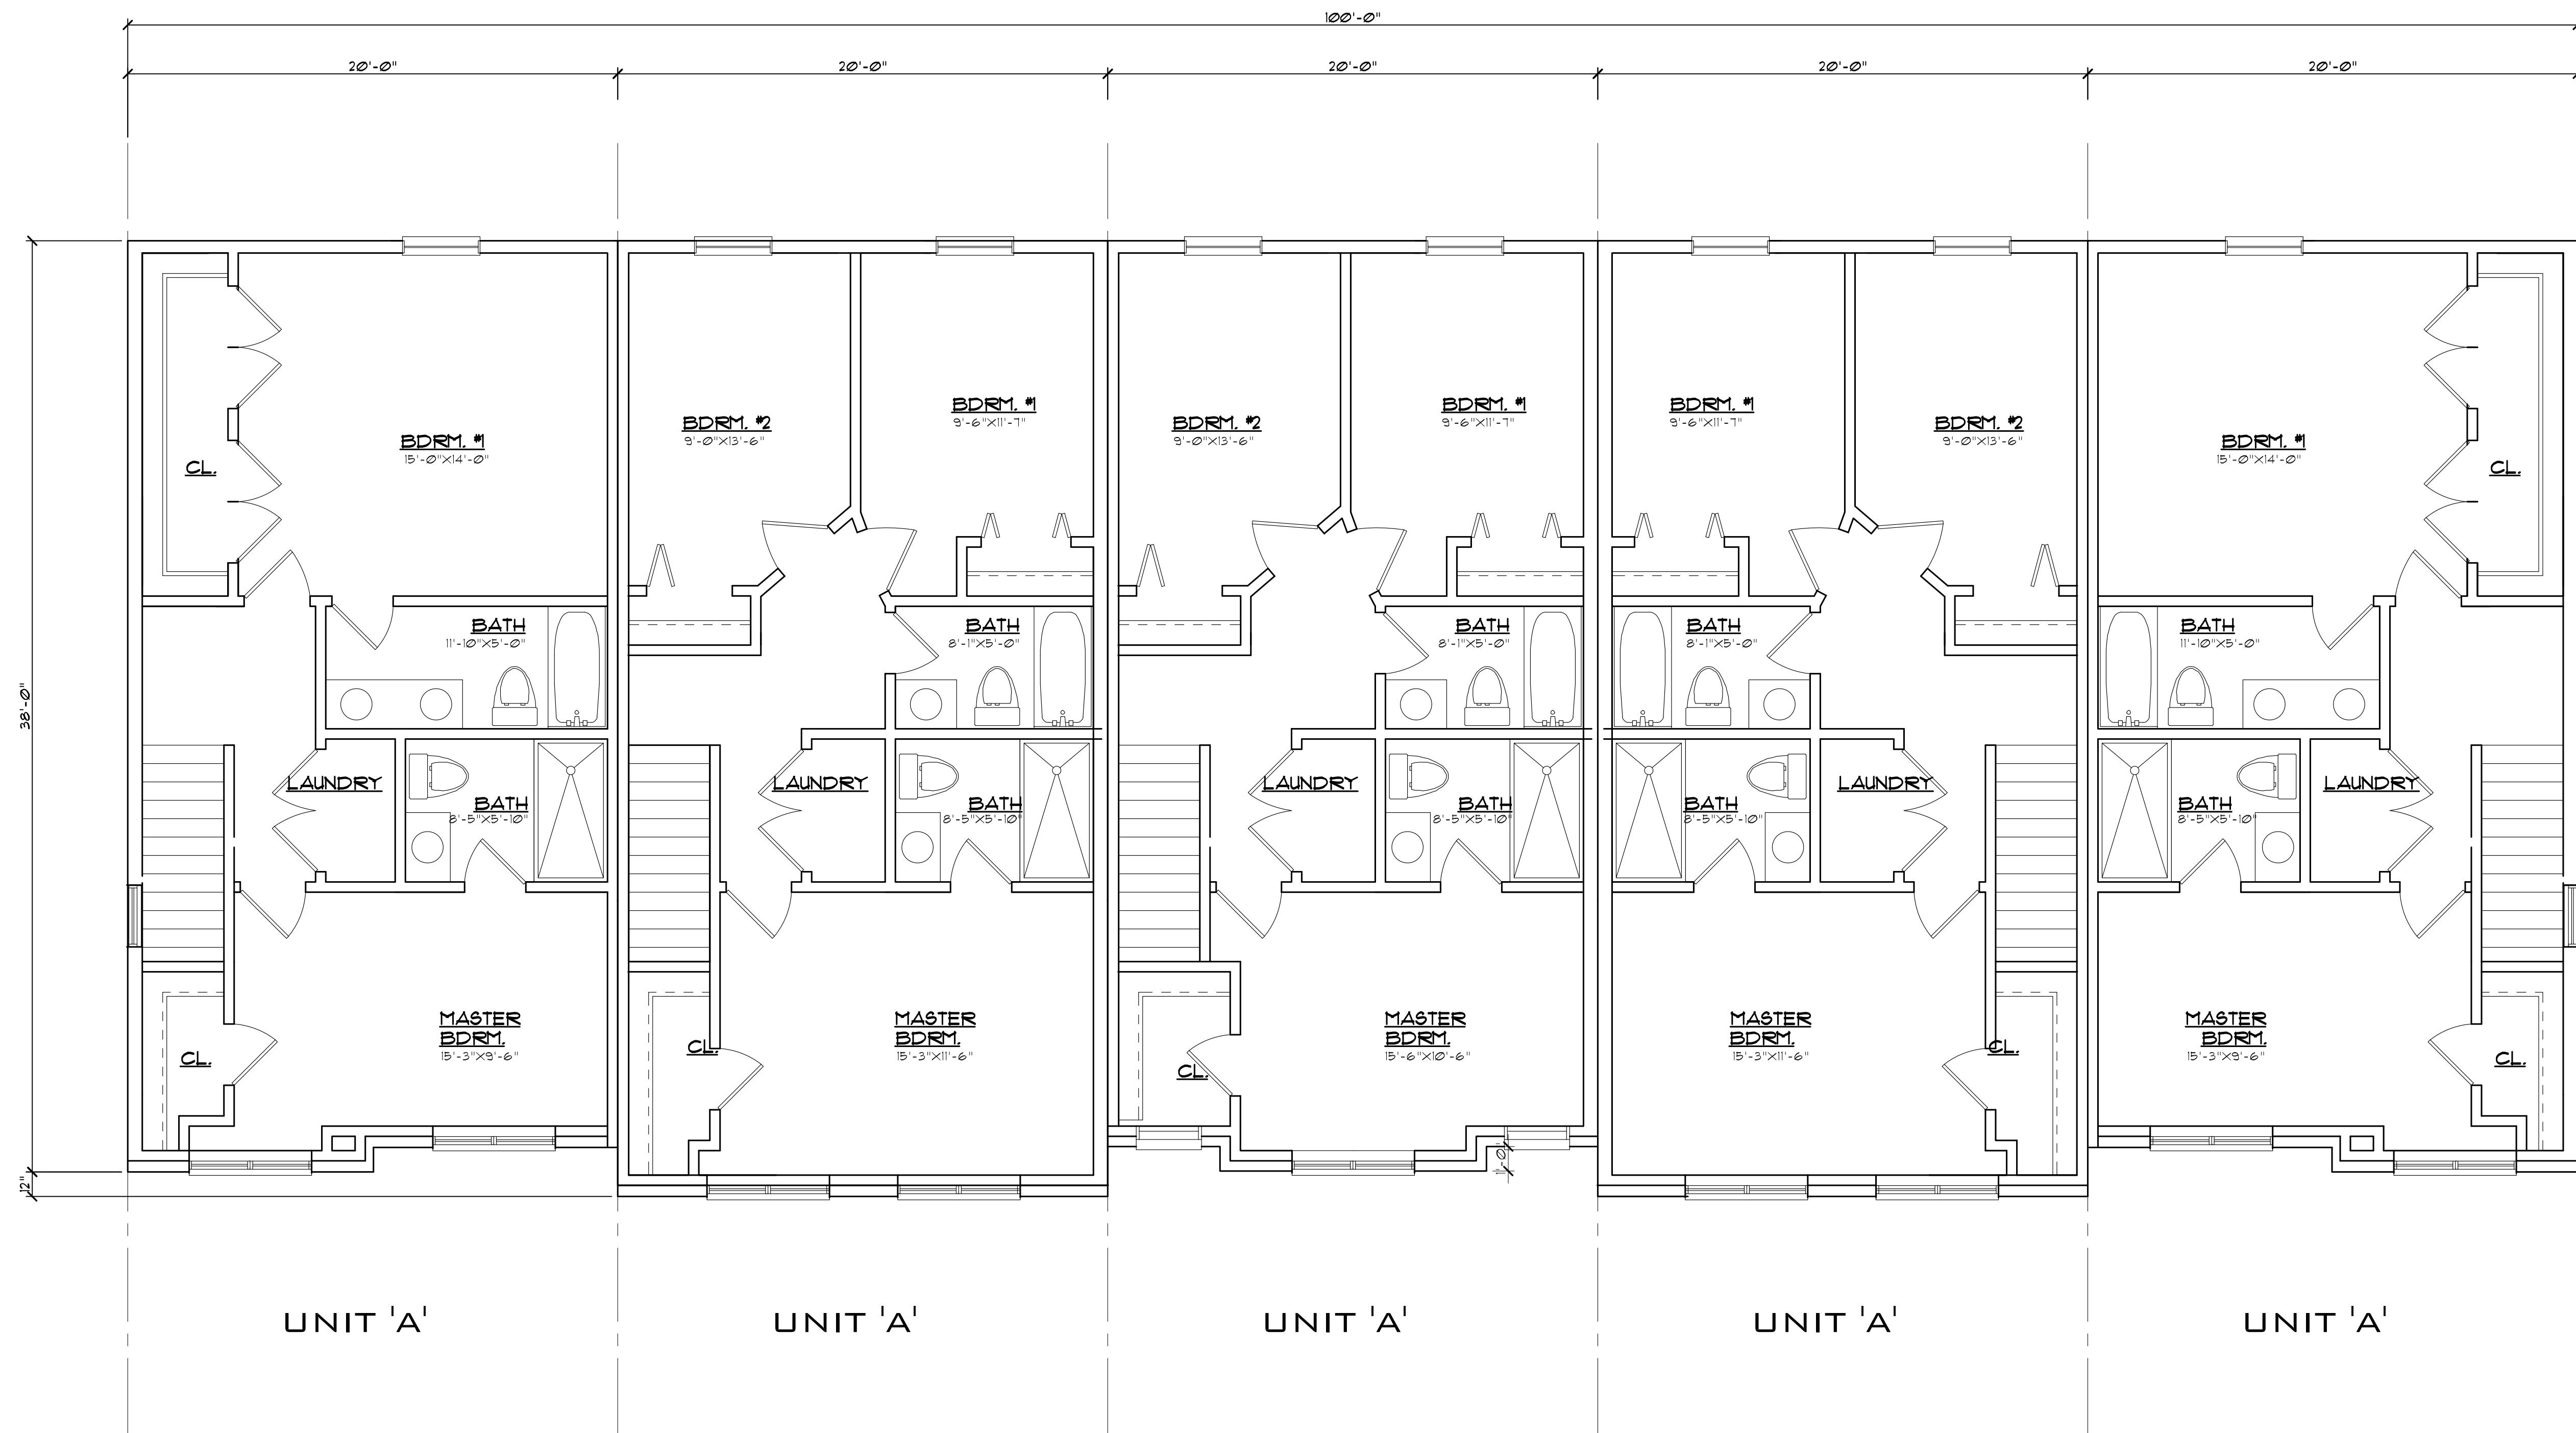 100'-0"
20'-0"
20'-0"
20'-0"
20'-0"
20'-0"
38'-0"
12"
BDRM. #1
15'-0"X14'-0"
CL.
BATH
11'-10"X5'-0"
LAUNDRY
BATH
8'-5"X5'-10"
MASTER
BDRM.
15'-3"X9'-6"
CL.
BDRM. #2
9'-0"X13'-6"
BDRM. #1
9'-6"X11'-7"
BATH
8'-1"X5'-0"
LAUNDRY
BATH
8'-5"X5'-10"
MASTER
BDRM.
15'-3"X11'-6"
CL.
BDRM. #2
9'-0"X13'-6"
BDRM. #1
9'-6"X11'-7"
BATH
8'-1"X5'-0"
LAUNDRY
BATH
8'-5"X5'-10"
MASTER
BDRM.
15'-6"X10'-6"
CL.
BDRM. #1
9'-6"X11'-7"
BDRM. #2
9'-0"X13'-6"
BATH
8'-1"X5'-0"
BATH
8'-5"X5'-10"
LAUNDRY
MASTER
BDRM.
15'-3"X11'-6"
CL.
BDRM. #1
15'-0"X14'-0"
CL.
BATH
11'-10"X5'-0"
BATH
8'-5"X5'-10"
LAUNDRY
MASTER
BDRM.
15'-3"X9'-6"
CL.
UNIT 'A'
UNIT 'A'
UNIT 'A'
UNIT 'A'
UNIT 'A'